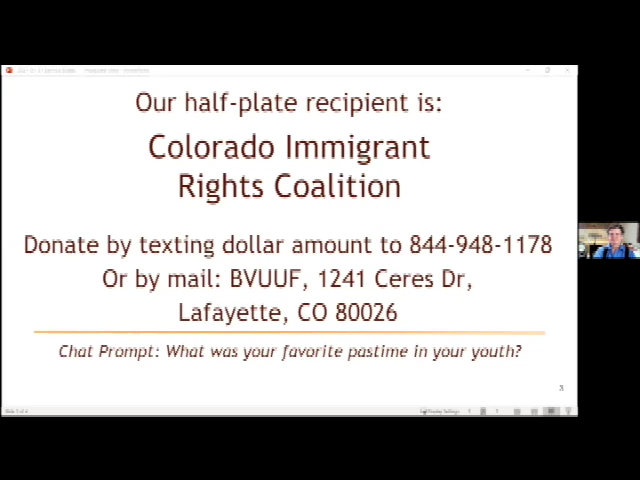 Our half-plate recipient is:
Colorado Immigrant
Rights Coalition
Donate by texting dollar amount to 844-948-1178
Or by mail: BVUUF, 1241 Ceres Dr,
Lafayette, CO 80026
Chat Prompt: What was your favorite pastime in your youth?
3